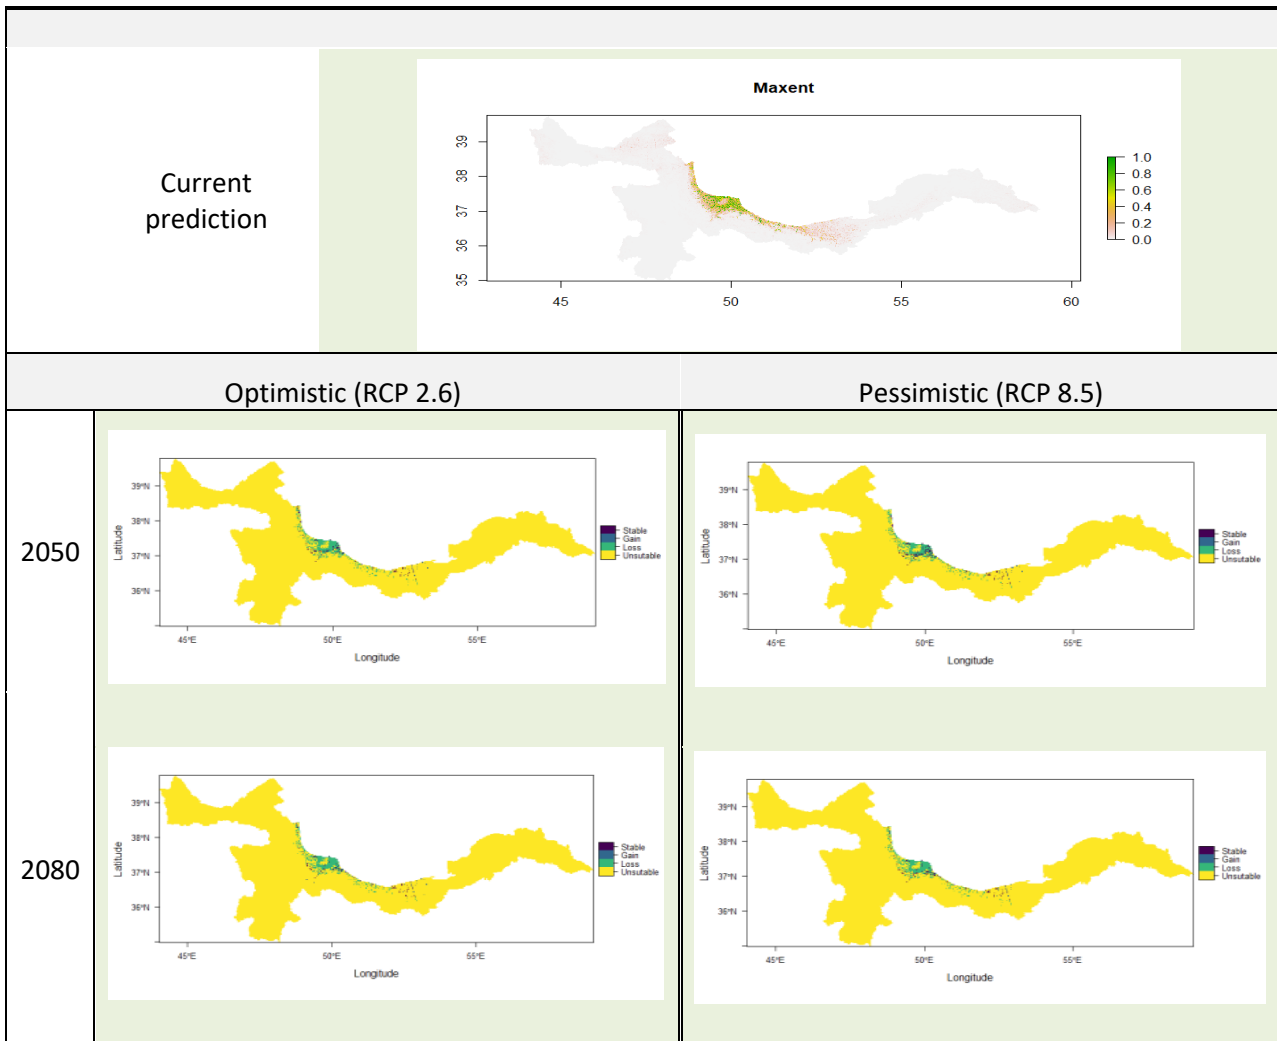 Current
prediction
Maxent
39
38
37
36
35
45
50
55
60
1.0
0.8
0.6
0.4
0.2
0.0
Optimistic (RCP 2.6)
Pessimistic (RCP 8.5)
2050
Latitude
39°N
38°N
37°N
36°N
45°E
50°E
55°E
Longitude
Stable
Gain
Loss
Unsutable
Latitude
39°N
38°N
37°N
36°N
45°E
50°E
55°E
Longitude
Stable
Gain
Loss
Unsutable
2080
Latitude
39°N
38°N
37°N
36°N
45°E
50°E
55°E
Longitude
Stable
Gain
Loss
Unsutable
Latitude
39°N
38°N
37°N
36°N
45°E
50°E
55°E
Longitude
Stable
Gain
Loss
Unsutable